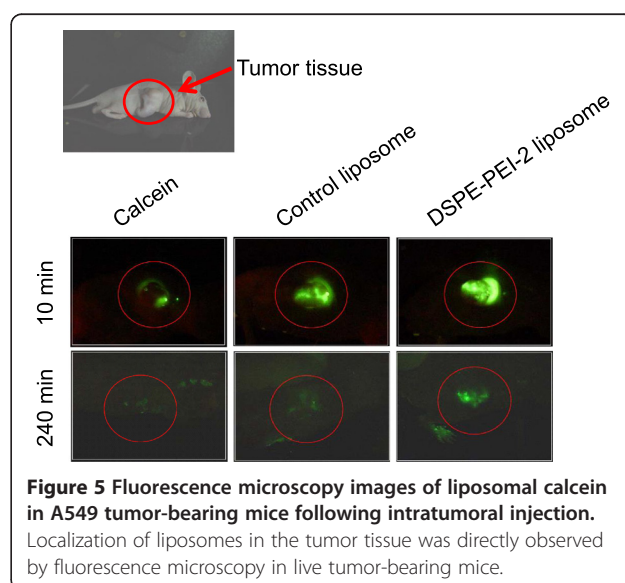 Tumor tissue
Calcein
Control liposome
DSPE-PEI-2 liposome
10 min
240 min
Figure 5 Fluorescence microscopy images of liposomal calcein
in A549 tumor-bearing mice following intratumoral injection.
Localization of liposomes in the tumor tissue was directly observed
by fluorescence microscopy in live tumor-bearing mice.